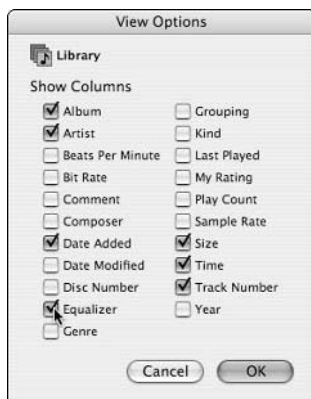 View Options
Library
Show Columns
Album
Grouping
Artist
Kind
Beats Per Minute
Last Played
Bit Rate
My Rating
Comment
Play Count
Composer
Sample Rate
Date Added
Size
Date Modified
Time
Disc Number
Track Number
Equalizer
Year
Genre
Cancel
OK